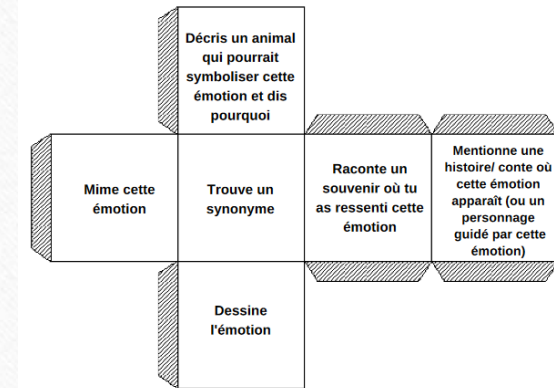 Décris un animal
qui pourrait
symboliser cette
émotion et dis
pourquoi
Mime cette
émotion
Trouve un
synonyme
Raconte un
souvenir où tu
as ressenti cette
émotion
Mentionne une
histoire/ conte où
cette émotion
apparaît (ou un
personnage
guidé par cette
émotion)
Dessine
l'émotion